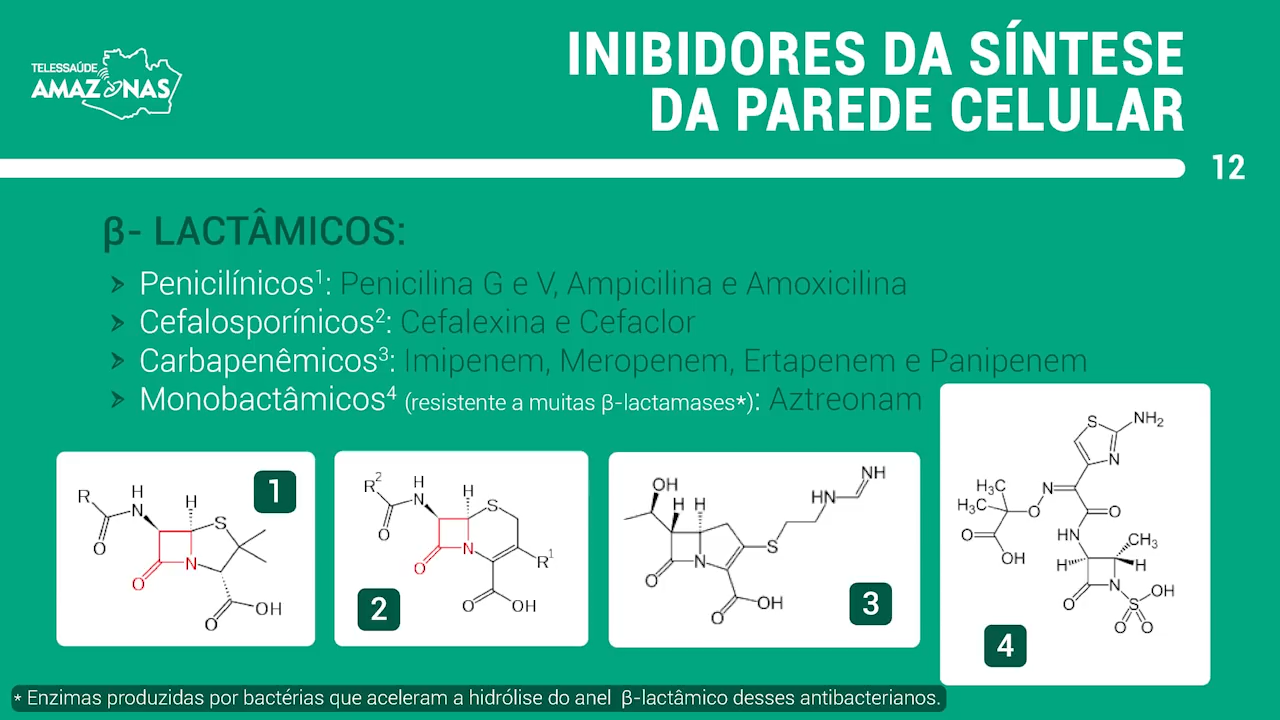 TELESSAÚDE
AMAZONAS
INIBIDORES DA SÍNTESE
DA PAREDE CELULAR
12
β- LACTÂMICOS:
➢ Penicilínicos¹: Penicilina G e V, Ampicilina e Amoxicilina
➢ Cefalosporínicos²: Cefalexina e Cefaclor
➢ Carbapenêmicos³: Imipenem, Meropenem, Ertapenem e Panipenem
➢ Monobactâmicos⁴ (resistente a muitas β-lactamases*): Aztreonam
R H N H S O O N O OH
1
R² H N H S O O N R¹ O OH
2
OH H H HN NH S O N O OH
3
S NH₂ N H₃C H₃C N O O O OH HN CH₃ H H O N S OH O O
4
* Enzimas produzidas por bactérias que aceleram a hidrólise do anel β-lactâmico desses antibacterianos.